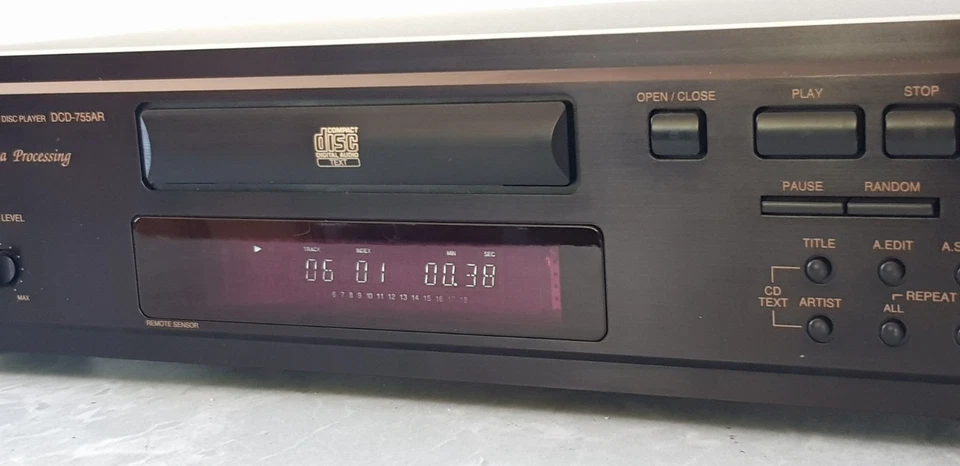 DISC PLAYER DCD-755AR
a Processing
LEVEL
MAX
COMPACT
disc
DIGITAL AUDIO
TEXT
TRACK INDEX MIN SEC
06 01 00.38
6 7 8 9 10 11 12 13 14 15 16 17 18
REMOTE SENSOR
OPEN / CLOSE PLAY STOP
PAUSE RANDOM
TITLE A.EDIT A.S
CD
TEXT
ARTIST
REPEAT
ALL